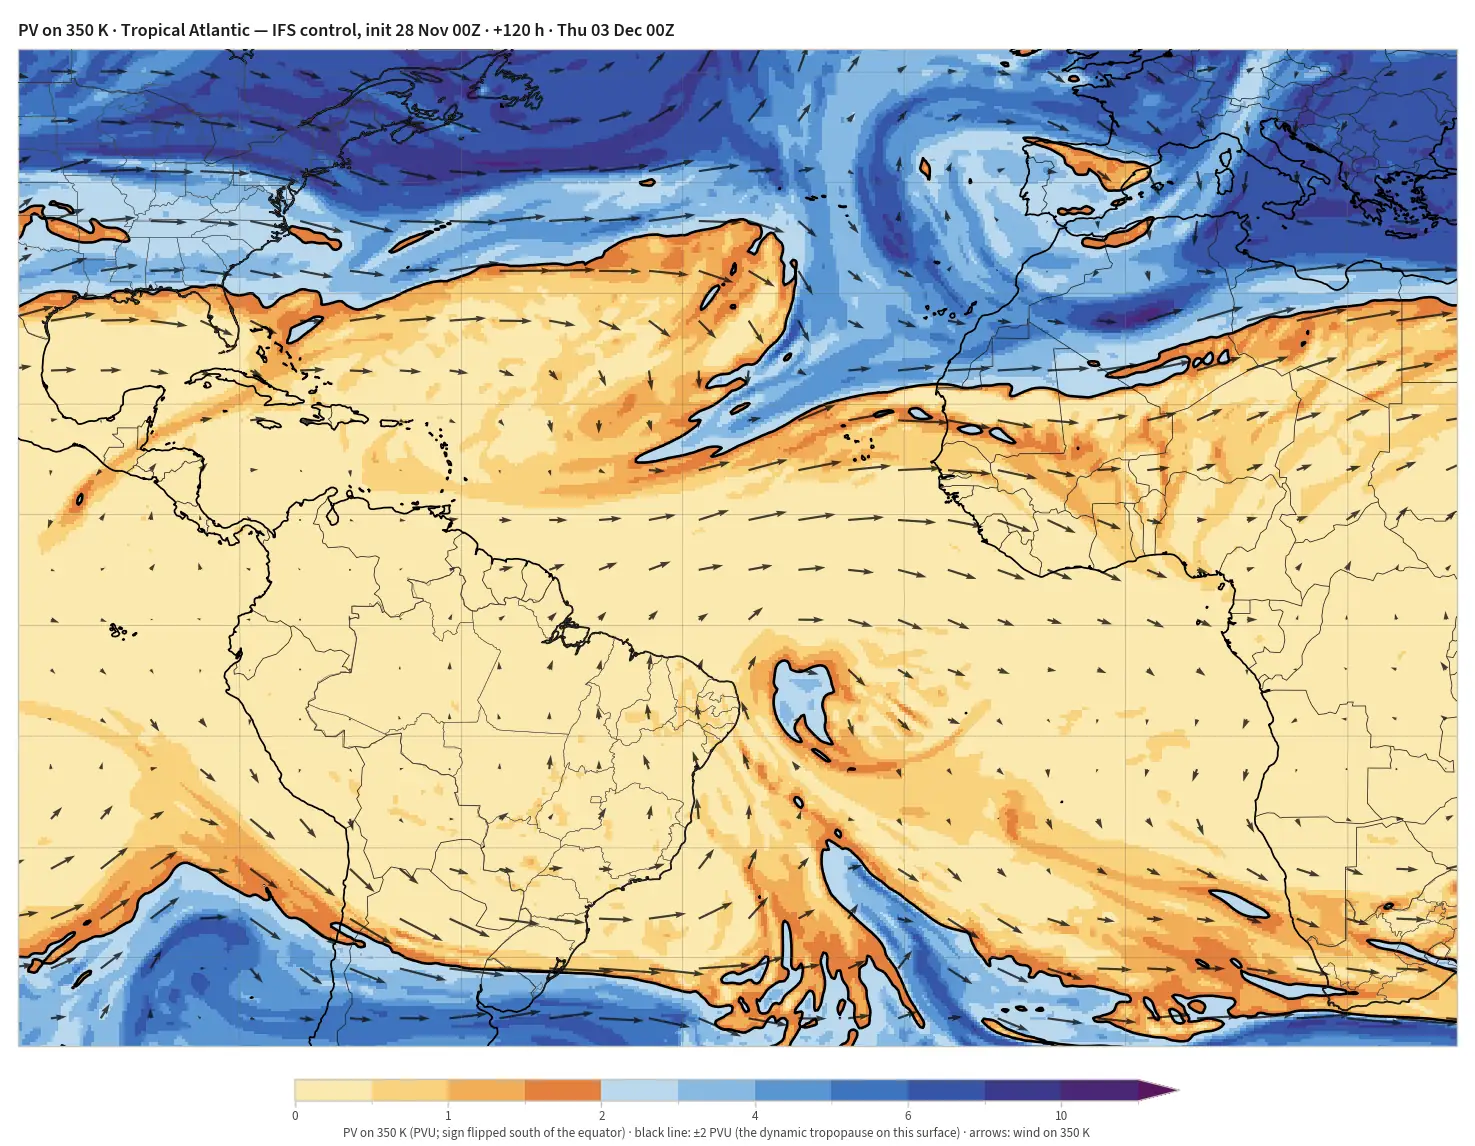 PV on 350 K · Tropical Atlantic — IFS control, init 28 Nov 00Z · +120 h · Thu 03 Dec 00Z
0 1 2 4 6 10
PV on 350 K (PVU; sign flipped south of the equator) · black line: ±2 PVU (the dynamic tropopause on this surface) · arrows: wind on 350 K